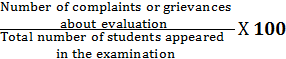 Number of complaints or grievances
about evaluation
Total number of students appeared
in the examination
X 100